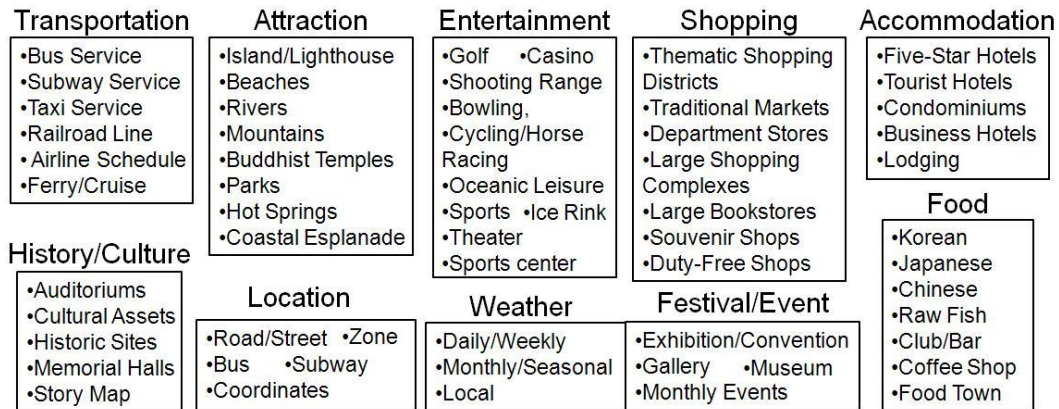 Transportation
•Bus Service
•Subway Service
•Taxi Service
•Railroad Line
•Airline Schedule
•Ferry/Cruise
Attraction
•Island/Lighthouse
•Beaches
•Rivers
•Mountains
•Buddhist Temples
•Parks
•Hot Springs
•Coastal Esplanade
Entertainment
•Golf •Casino
•Shooting Range
•Bowling,
•Cycling/Horse
Racing
•Oceanic Leisure
•Sports •Ice Rink
•Theater
•Sports center
Shopping
•Thematic Shopping
Districts
•Traditional Markets
•Department Stores
•Large Shopping
Complexes
•Large Bookstores
•Souvenir Shops
•Duty-Free Shops
Accommodation
•Five-Star Hotels
•Tourist Hotels
•Condominiums
•Business Hotels
•Lodging
History/Culture
•Auditoriums
•Cultural Assets
•Historic Sites
•Memorial Halls
•Story Map
Location
•Road/Street •Zone
•Bus •Subway
•Coordinates
Weather
•Daily/Weekly
•Monthly/Seasonal
•Local
Festival/Event
•Exhibition/Convention
•Gallery •Museum
•Monthly Events
Food
•Korean
•Japanese
•Chinese
•Raw Fish
•Club/Bar
•Coffee Shop
•Food Town